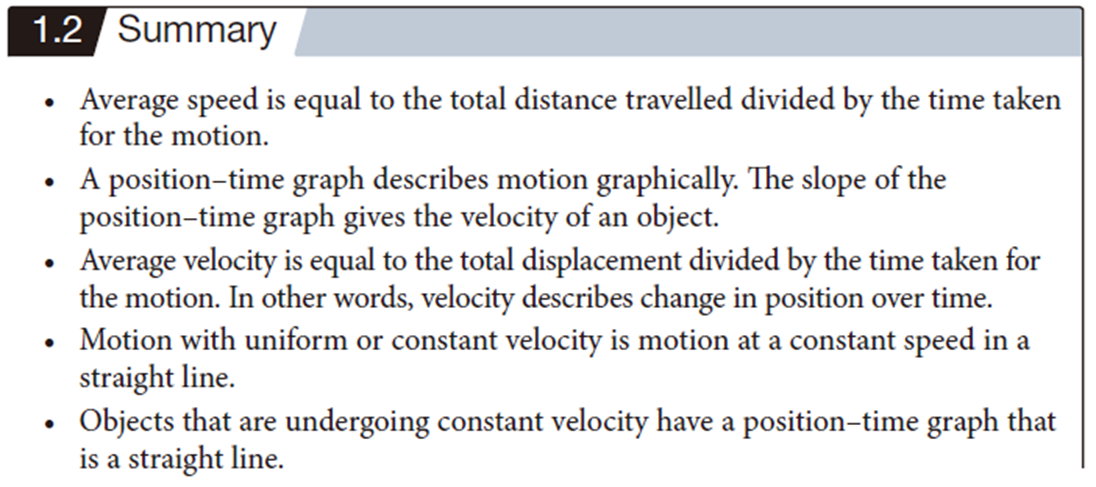 1.2 Summary
• Average speed is equal to the total distance travelled divided by the time taken
for the motion.
• A position–time graph describes motion graphically. The slope of the
position–time graph gives the velocity of an object.
• Average velocity is equal to the total displacement divided by the time taken for
the motion. In other words, velocity describes change in position over time.
• Motion with uniform or constant velocity is motion at a constant speed in a
straight line.
• Objects that are undergoing constant velocity have a position–time graph that
is a straight line.